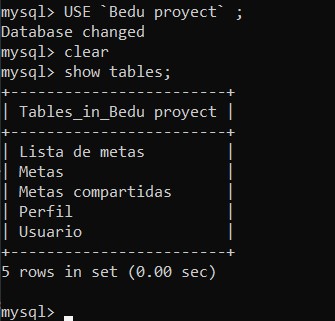 mysql> USE `Bedu proyect` ;
Database changed
mysql> clear
mysql> show tables;
+------------------------+
| Tables_in_Bedu proyect |
+------------------------+
| Lista de metas         |
| Metas                  |
| Metas compartidas      |
| Perfil                 |
| Usuario                |
+------------------------+
5 rows in set (0.00 sec)
mysql>